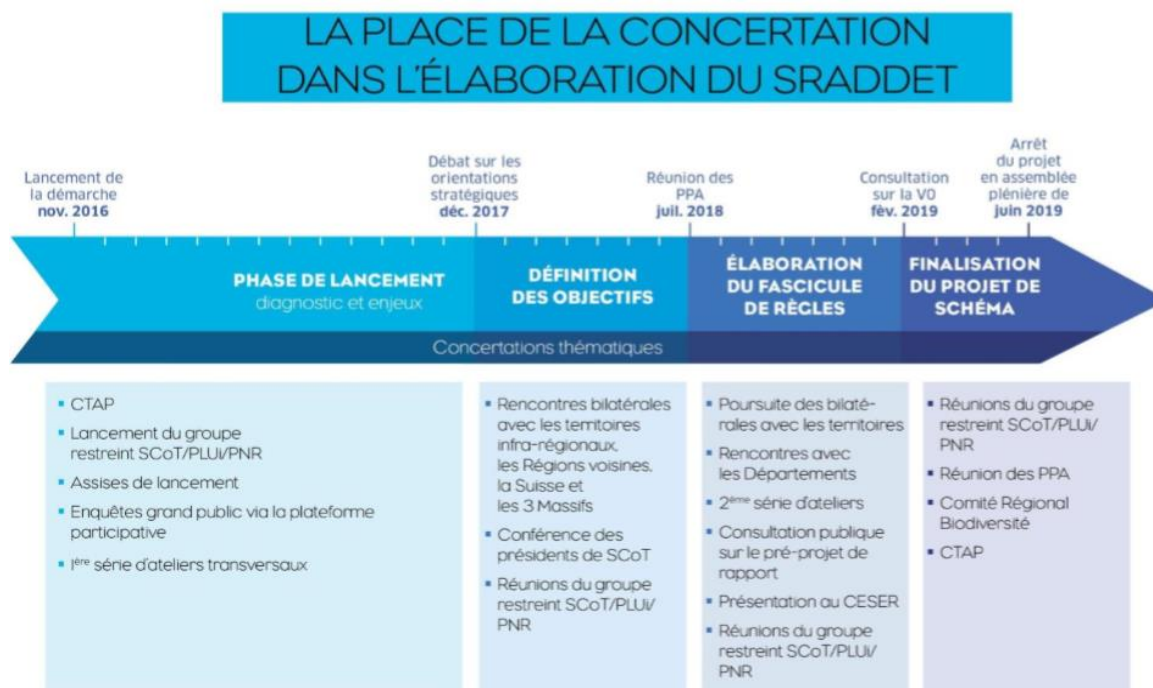 LA PLACE DE LA CONCERTATION
DANS L'ÉLABORATION DU SRADDET
Lancement de
la démarche
nov. 2016
Débat sur les
orientations
stratégiques
déc. 2017
Réunion des
PPA
juil. 2018
Consultation
sur la V0
fèv. 2019
Arrêt
du projet
en assemblée
plénière de
juin 2019
PHASE DE LANCEMENT
diagnostic et enjeux
DÉFINITION
DES OBJECTIFS
ÉLABORATION
DU FASCICULE
DE RÈGLES
FINALISATION
DU PROJET DE
SCHÉMA
Concertations thématiques
▪ CTAP
▪ Lancement du groupe
restreint SCoT/PLUi/PNR
▪ Assises de lancement
▪ Enquêtes grand public via la plateforme
participative
▪ 1ère série d'ateliers transversaux
▪ Rencontres bilatérales
avec les territoires
infra-régionaux,
les Régions voisines,
la Suisse et
les 3 Massifs
▪ Conférence des
présidents de SCoT
▪ Réunions du groupe
restreint SCoT/PLUi/
PNR
▪ Poursuite des bilaté-
rales avec les territoires
▪ Rencontres avec
les Départements
▪ 2ème série d'ateliers
▪ Consultation publique
sur le pré-projet de
rapport
▪ Présentation au CESER
▪ Réunions du groupe
restreint SCoT/PLUi/
PNR
▪ Réunions du groupe
restreint SCoT/PLUi/
PNR
▪ Réunion des PPA
▪ Comité Régional
Biodiversité
▪ CTAP